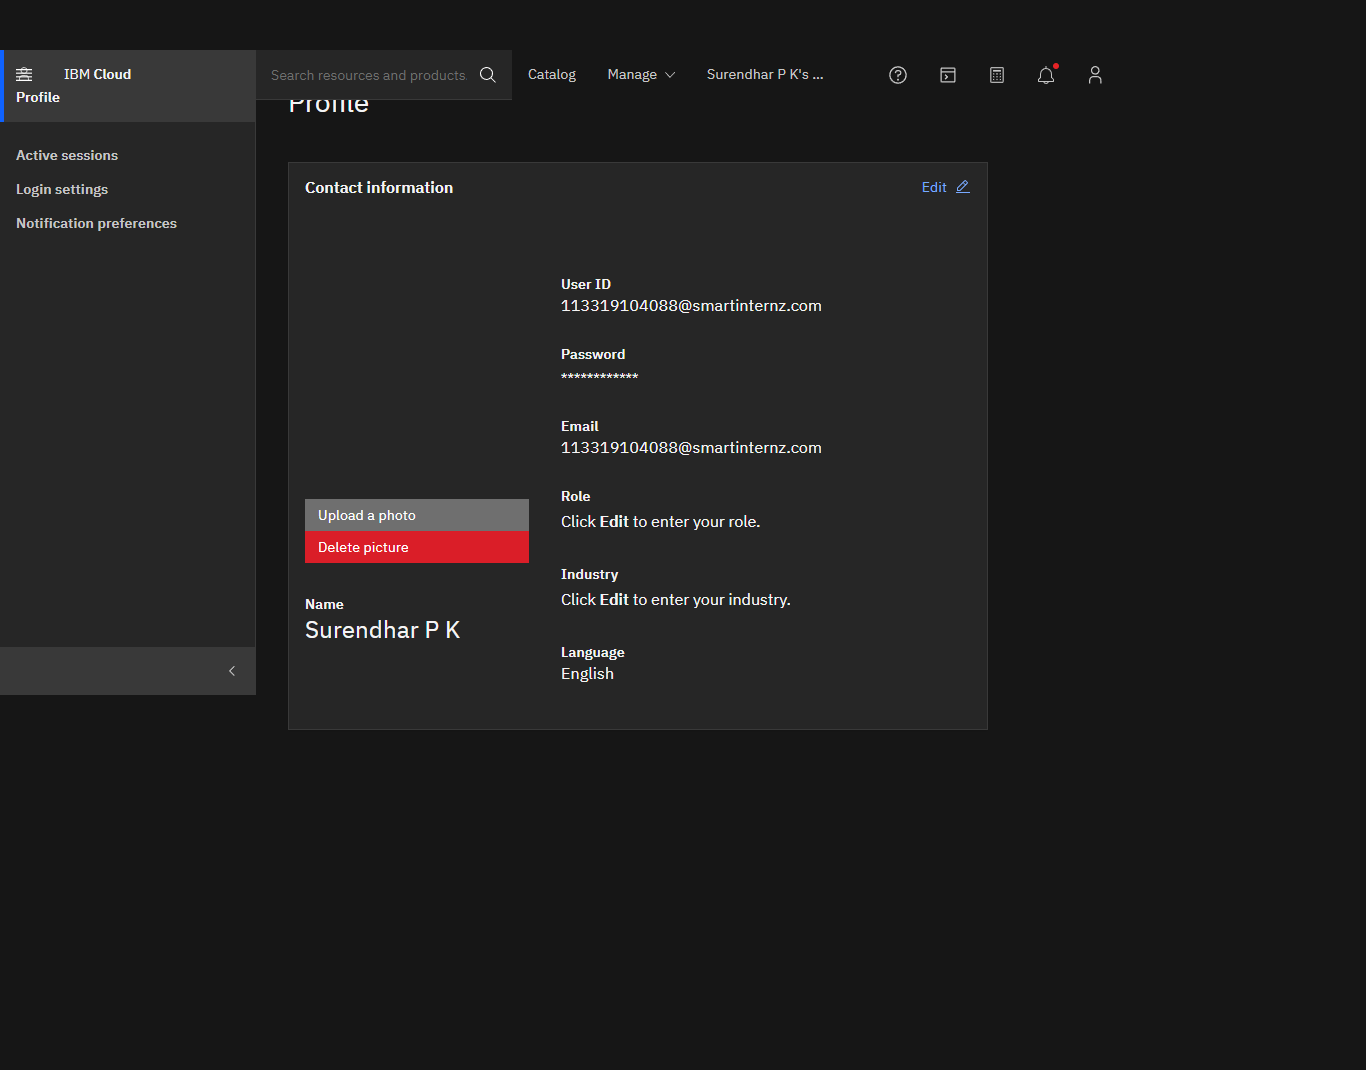 IBM Cloud
Search resources and products.
Catalog
Manage
Surendhar P K's ...
Profile
Active sessions
Login settings
Notification preferences
Profile
Contact information
Edit
User ID
113319104088@smartinternz.com
Password
************
Email
113319104088@smartinternz.com
Role
Click Edit to enter your role.
Industry
Click Edit to enter your industry.
Language
English
Upload a photo
Delete picture
Name
Surendhar P K